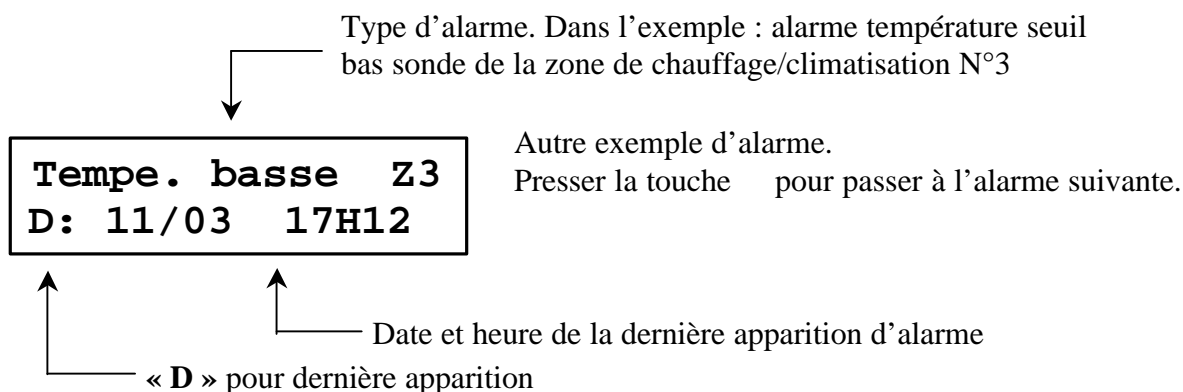 Type d’alarme. Dans l’exemple : alarme température seuil
bas sonde de la zone de chauffage/climatisation N°3
Tempe. basse Z3
D: 11/03 17H12
Autre exemple d’alarme.
Presser la touche pour passer à l’alarme suivante.
Date et heure de la dernière apparition d’alarme
« D » pour dernière apparition